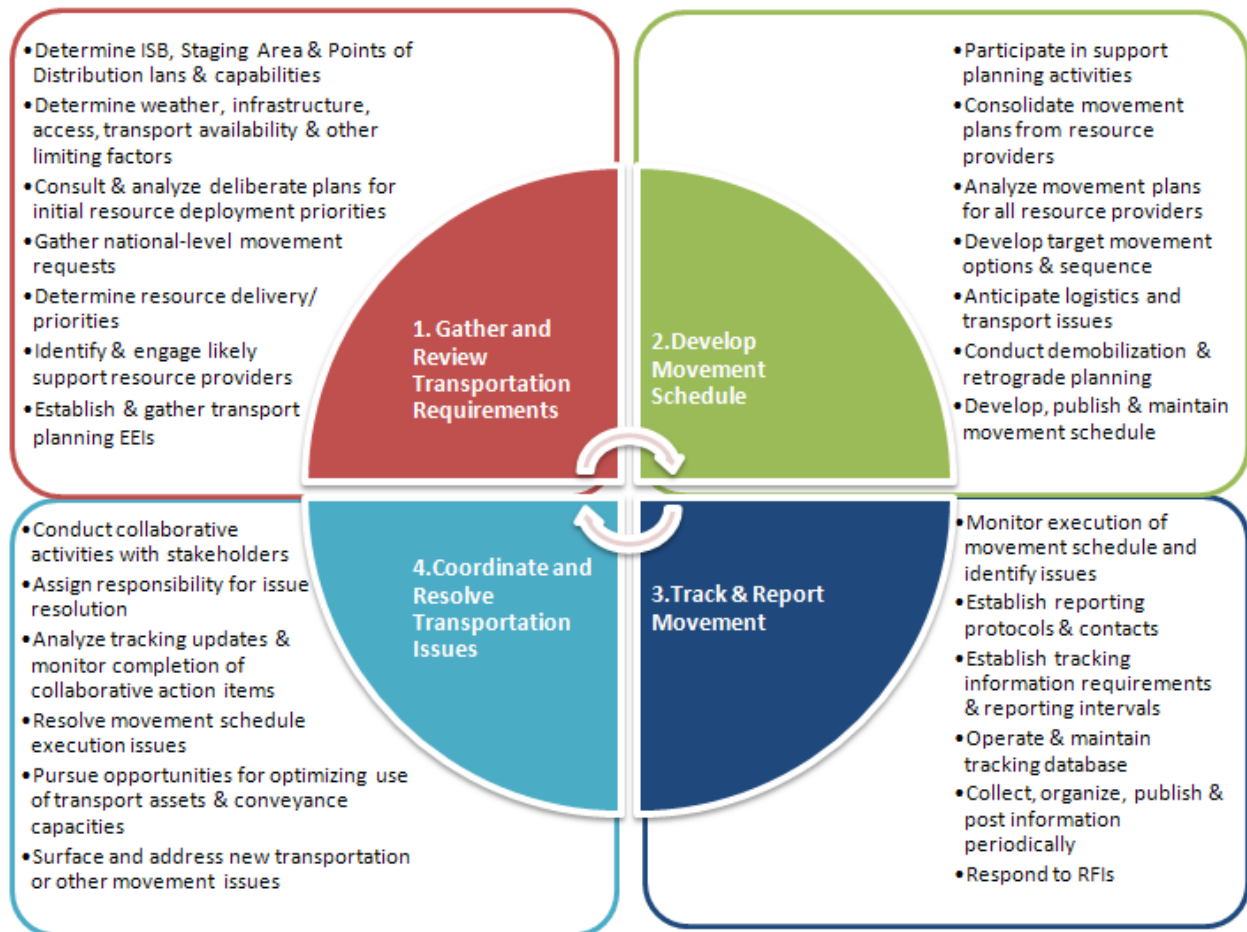 •Determine ISB, Staging Area & Points of
Distribution lans & capabilities
•Determine weather, infrastructure,
access, transport availability & other
limiting factors
•Consult & analyze deliberate plans for
initial resource deployment priorities
•Gather national-level movement
requests
•Determine resource delivery/
priorities
•Identify & engage likely
support resource providers
•Establish & gather transport
planning EEIs
1. Gather and
Review
Transportation
Requirements
2.Develop
Movement
Schedule
•Participate in support
planning activities
•Consolidate movement
plans from resource
providers
•Analyze movement plans
for all resource providers
•Develop target movement
options & sequence
•Anticipate logistics and
transport issues
•Conduct demobilization &
retrograde planning
•Develop, publish & maintain
movement schedule
•Conduct collaborative
activities with stakeholders
•Assign responsibility for issue
resolution
•Analyze tracking updates &
monitor completion of
collaborative action items
•Resolve movement schedule
execution issues
•Pursue opportunities for optimizing use
of transport assets & conveyance
capacities
•Surface and address new transportation
or other movement issues
4.Coordinate and
Resolve
Transportation
Issues
3.Track & Report
Movement
•Monitor execution of
movement schedule and
identify issues
•Establish reporting
protocols & contacts
•Establish tracking
information requirements
& reporting intervals
•Operate & maintain
tracking database
•Collect, organize, publish &
post information
periodically
•Respond to RFIs